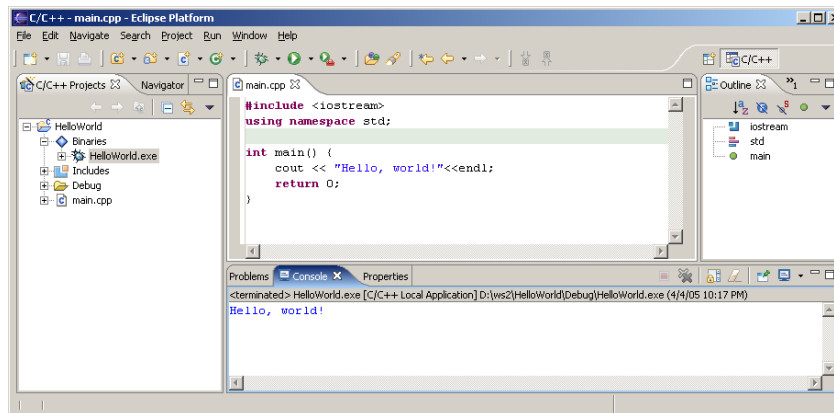 C/C++ - main.cpp - Eclipse Platform
File Edit Navigate Search Project Run Window Help
C/C++
C/C++ Projects Navigator
main.cpp
Outline »1
HelloWorld
Binaries
HelloWorld.exe
Includes
Debug
main.cpp
#include <iostream>
using namespace std;
int main() {
cout << "Hello, world!"<<endl;
return 0;
}
iostream
std
main
Problems Console Properties
<terminated> HelloWorld.exe [C/C++ Local Application] D:\ws2\HelloWorld\Debug\HelloWorld.exe (4/4/05 10:17 PM)
Hello, world!